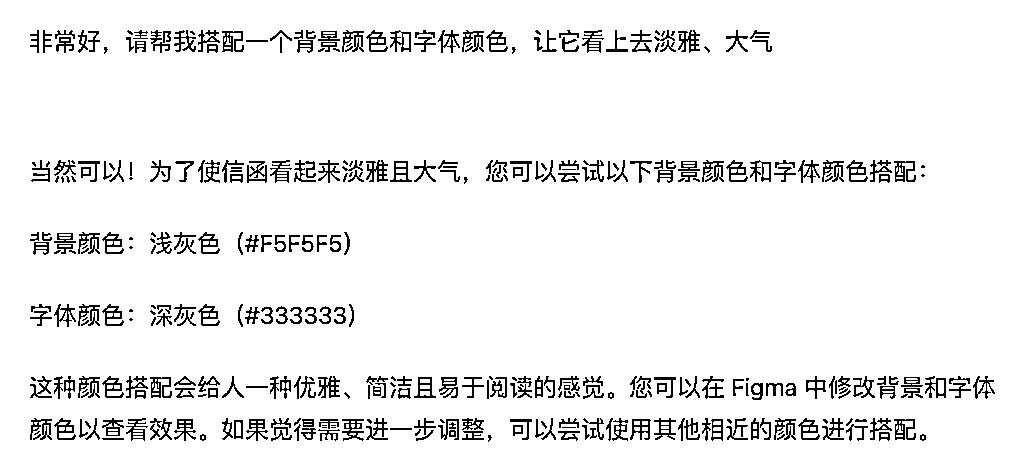 非常好，请帮我搭配一个背景颜色和字体颜色，让它看上去淡雅、大气
当然可以！为了使信函看起来淡雅且大气，您可以尝试以下背景颜色和字体颜色搭配：
背景颜色：浅灰色（#F5F5F5）
字体颜色：深灰色（#333333）
这种颜色搭配会给人一种优雅、简洁且易于阅读的感觉。您可以在 Figma 中修改背景和字体
颜色以查看效果。如果觉得需要进一步调整，可以尝试使用其他相近的颜色进行搭配。